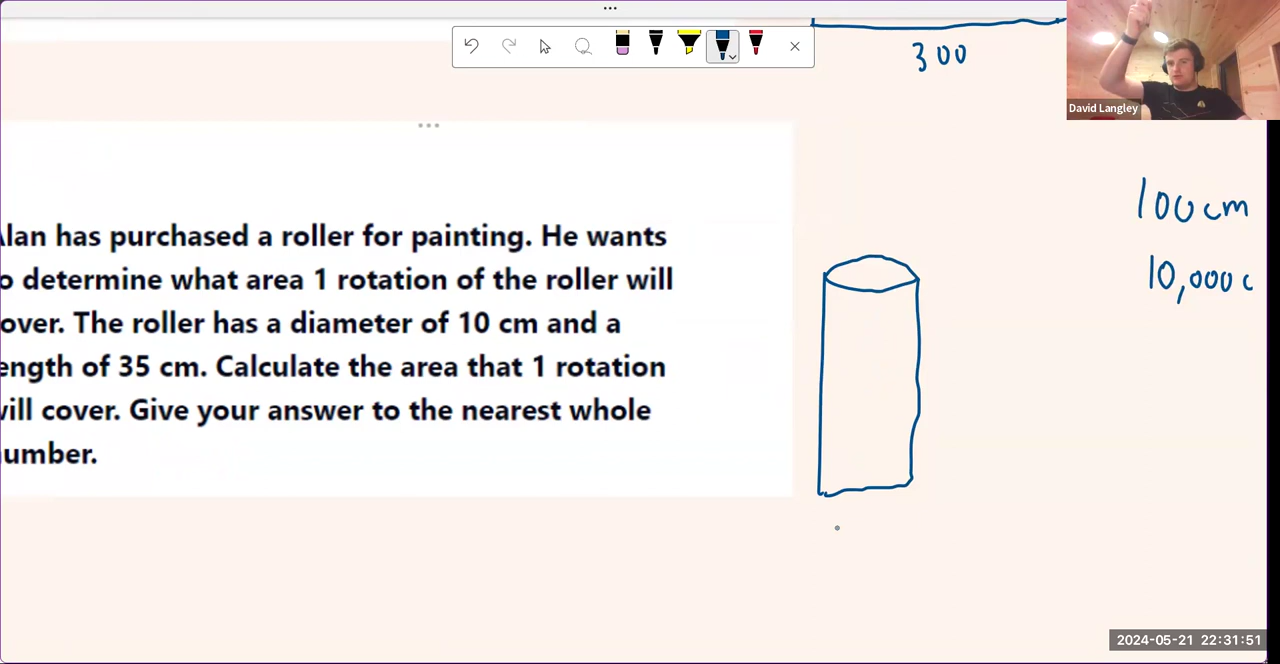 300
David Langley
100cm
10,000c
lan has purchased a roller for painting. He wants
o determine what area 1 rotation of the roller will
over. The roller has a diameter of 10 cm and a
ength of 35 cm. Calculate the area that 1 rotation
will cover. Give your answer to the nearest whole
umber.
2024-05-21 22:31:51